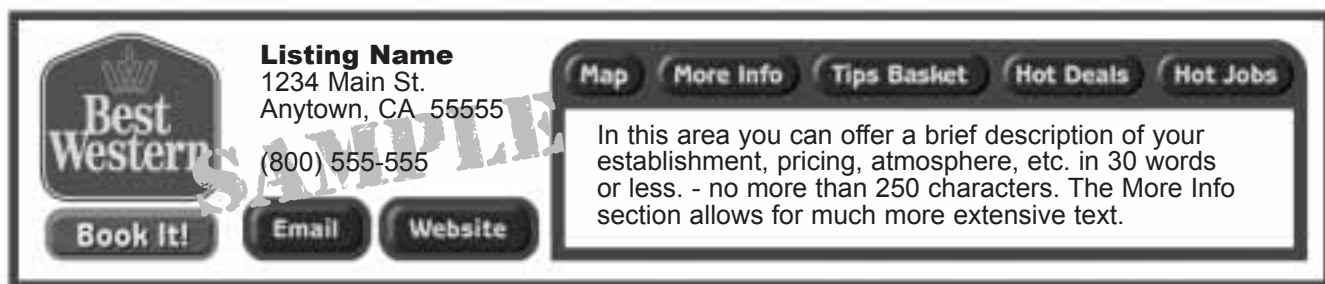 Best
Western
Book It!
Listing Name
1234 Main St.
Anytown, CA 55555
(800) 555-555
SAMPLE
Email
Website
Map
More Info
Tips Basket
Hot Deals
Hot Jobs
In this area you can offer a brief description of your
establishment, pricing, atmosphere, etc. in 30 words
or less. - no more than 250 characters. The More Info
section allows for much more extensive text.